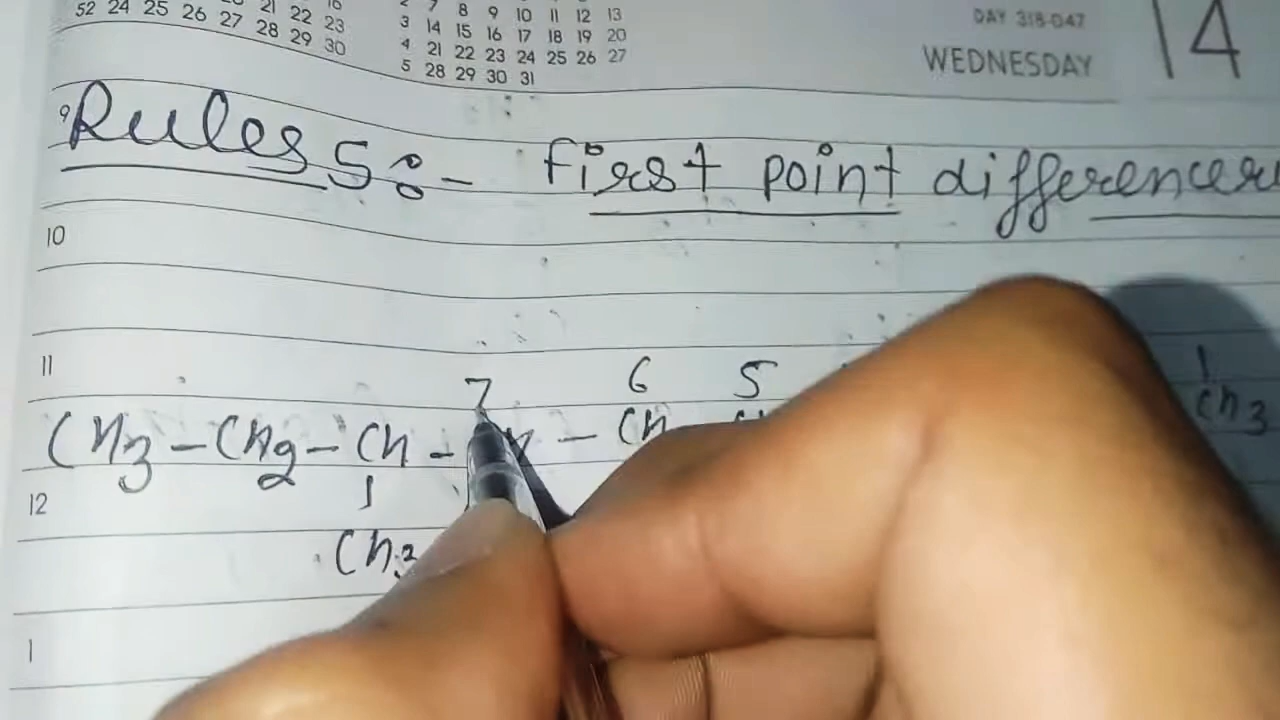 52 24 25 26 27 28 29 30
21 22 23
7 8 9 10 11 12 13
3 14 15 16 17 18 19 20
4 21 22 23 24 25 26 27
5 28 29 30 31
DAY 318-047
WEDNESDAY
14
9
Rules 5:- first point difference
10
11
7 6 5 1
CH3 - CH2 - CH - - CH CH3
12
CH3
1